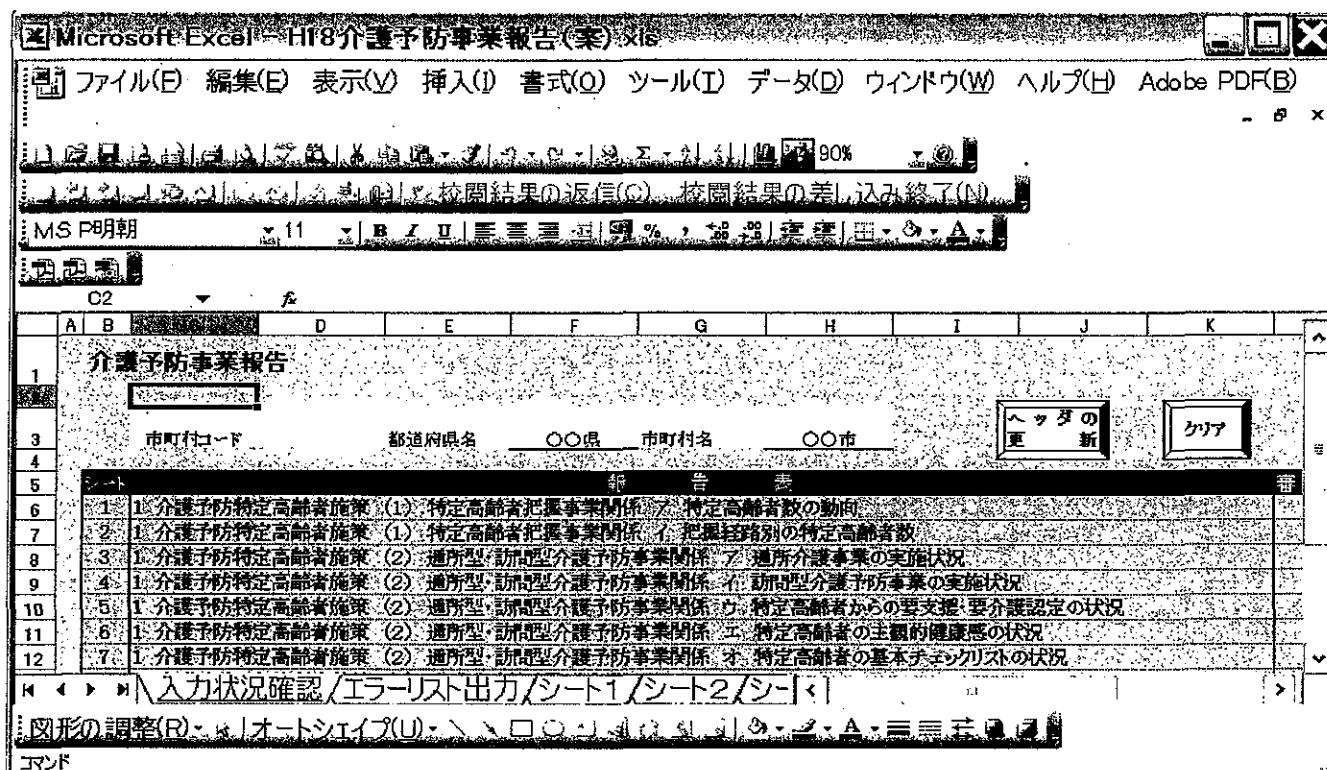 Microsoft Excel - H18介護予防事業報告(案).xls
ファイル(F) 編集(E) 表示(V) 挿入(I) 書式(O) ツール(T) データ(D) ウィンドウ(W) ヘルプ(H) Adobe PDF(B)
90%
校閲結果の返信(C)... 校閲結果の差し込み終了(N)...
MS P明朝 11 B I U % ,
C2 fx
A B D E F G H I J K
1 介護予防事業報告
3 市町村コード 都道府県名 〇〇県 市町村名 〇〇市 ヘッダの更新 クリア
4
5 シート 報告表 審
6 1 1 介護予防特定高齢者施策 (1) 特定高齢者把握事業関係 ア 特定高齢者数の動向
7 2 1 介護予防特定高齢者施策 (1) 特定高齢者把握事業関係 イ 把握経路別の特定高齢者数
8 3 1 介護予防特定高齢者施策 (2) 通所型・訪問型介護予防事業関係 ア 通所介護事業の実施状況
9 4 1 介護予防特定高齢者施策 (2) 通所型・訪問型介護予防事業関係 イ 訪問型介護予防事業の実施状況
10 5 1 介護予防特定高齢者施策 (2) 通所型・訪問型介護予防事業関係 ウ 特定高齢者からの要支援・要介護認定の状況
11 6 1 介護予防特定高齢者施策 (2) 通所型・訪問型介護予防事業関係 エ 特定高齢者の主観的健康感の状況
12 7 1 介護予防特定高齢者施策 (2) 通所型・訪問型介護予防事業関係 オ 特定高齢者の基本チェックリストの状況
入力状況確認 / エラーリスト出力 / シート1 / シート2 / シー
図形の調整(R) オートシェイプ(U)
コマンド